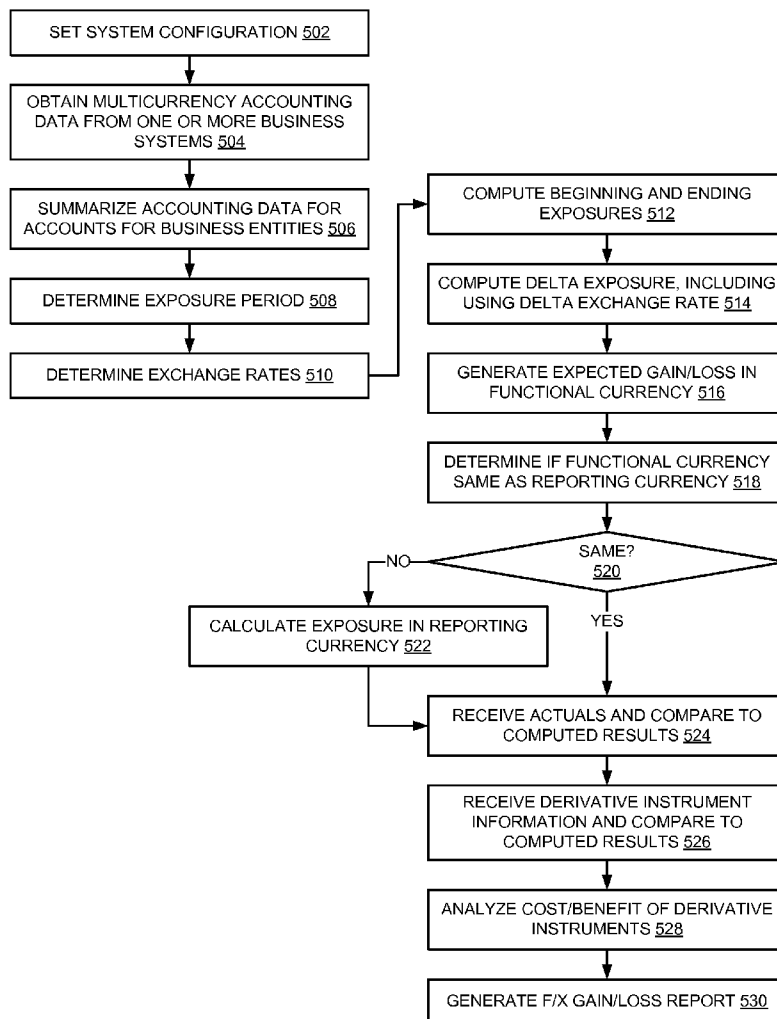 SET SYSTEM CONFIGURATION 502
OBTAIN MULTICURRENCY ACCOUNTING
DATA FROM ONE OR MORE BUSINESS
SYSTEMS 504
SUMMARIZE ACCOUNTING DATA FOR
ACCOUNTS FOR BUSINESS ENTITIES 506
DETERMINE EXPOSURE PERIOD 508
DETERMINE EXCHANGE RATES 510
COMPUTE BEGINNING AND ENDING
EXPOSURES 512
COMPUTE DELTA EXPOSURE, INCLUDING
USING DELTA EXCHANGE RATE 514
GENERATE EXPECTED GAIN/LOSS IN
FUNCTIONAL CURRENCY 516
DETERMINE IF FUNCTIONAL CURRENCY
SAME AS REPORTING CURRENCY 518
SAME?
520
NO
YES
CALCULATE EXPOSURE IN REPORTING
CURRENCY 522
RECEIVE ACTUALS AND COMPARE TO
COMPUTED RESULTS 524
RECEIVE DERIVATIVE INSTRUMENT
INFORMATION AND COMPARE TO
COMPUTED RESULTS 526
ANALYZE COST/BENEFIT OF DERIVATIVE
INSTRUMENTS 528
GENERATE F/X GAIN/LOSS REPORT 530